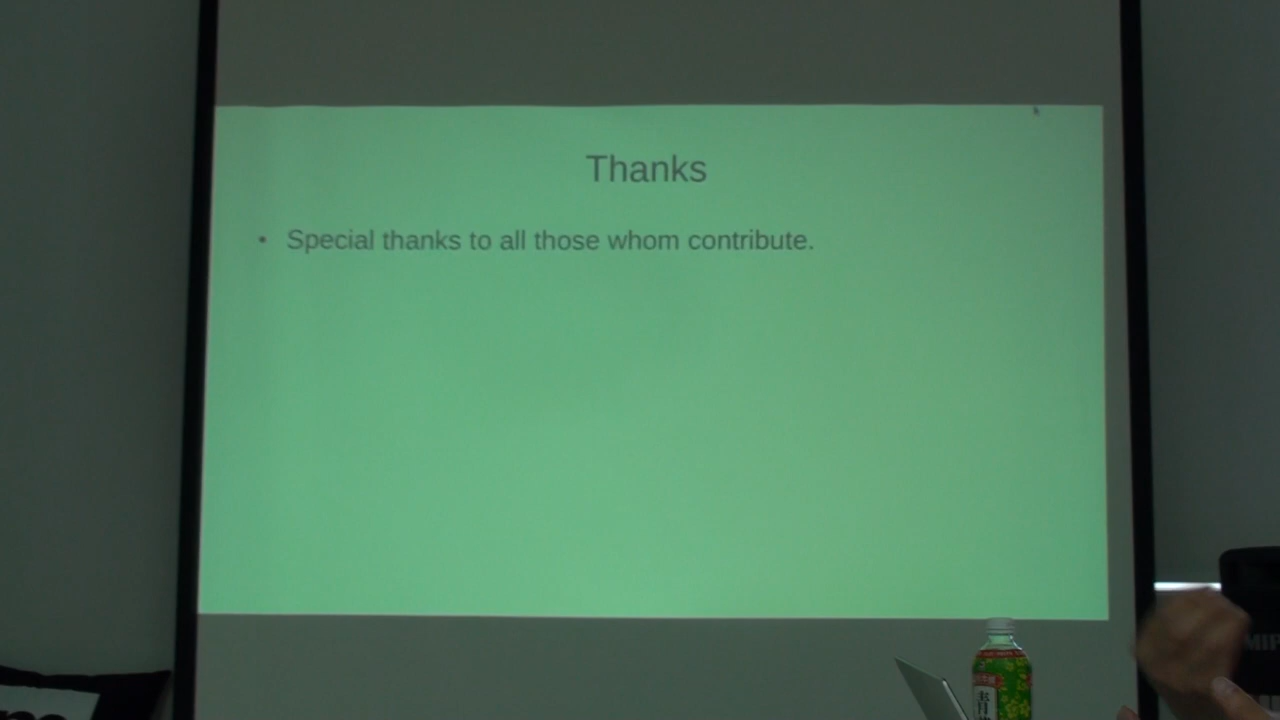 Thanks
• Special thanks to all those whom contribute.